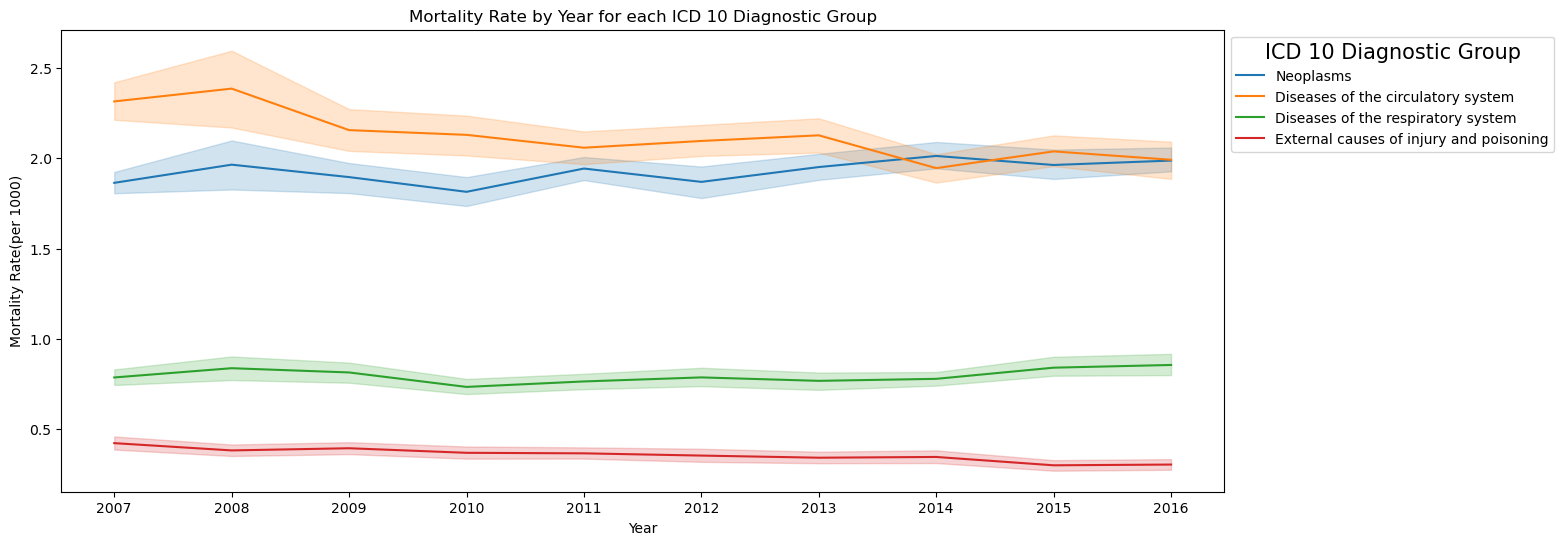 Mortality Rate by Year for each ICD 10 Diagnostic Group
Mortality Rate(per 1000)
2.5
2.0
1.5
1.0
0.5
2007 2008 2009 2010 2011 2012 2013 2014 2015 2016
Year
ICD 10 Diagnostic Group
Neoplasms
Diseases of the circulatory system
Diseases of the respiratory system
External causes of injury and poisoning